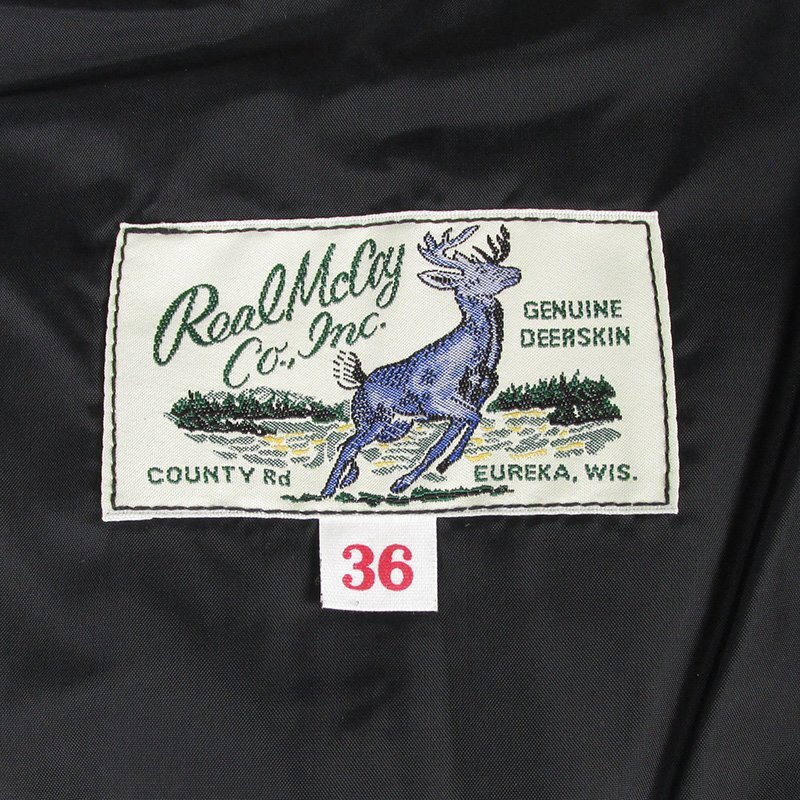 Real McCoy
Co., Inc.
GENUINE
DEERSKIN
COUNTY Rd
EUREKA, WIS.
36